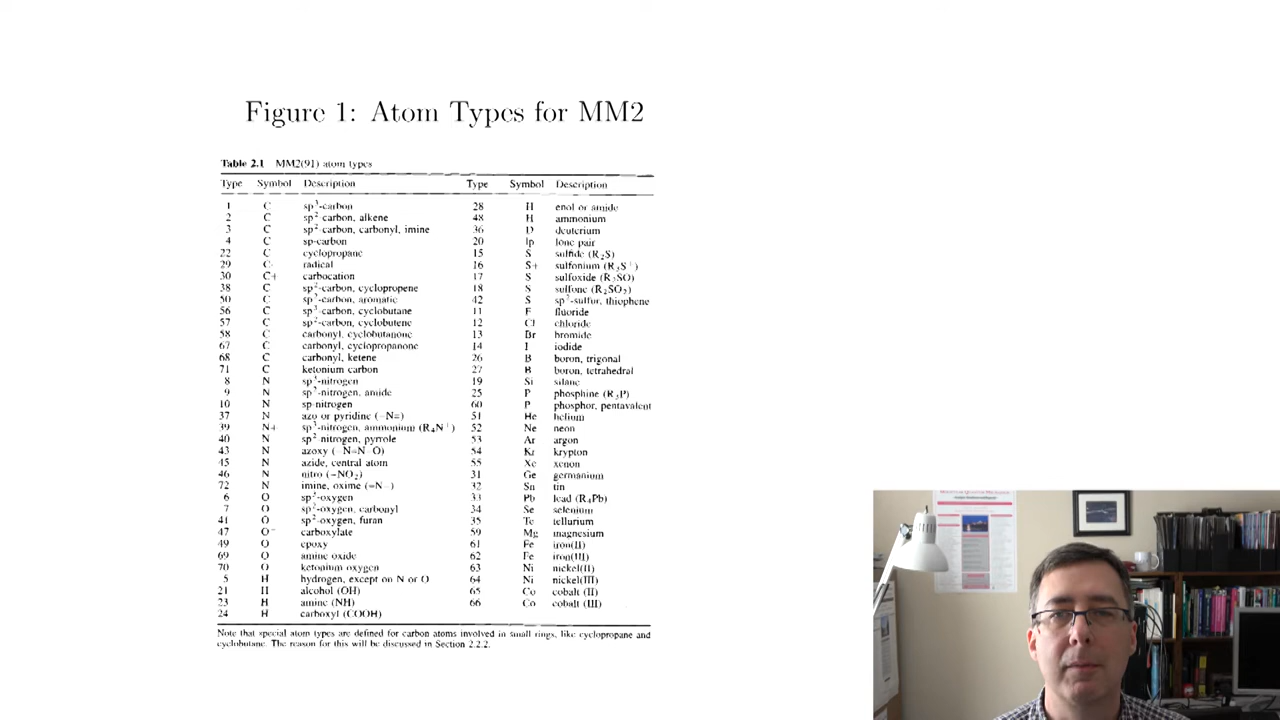 Figure 1: Atom Types for MM2
Table 2.1 MM2(91) atom types
Type Symbol Description Type Symbol Description
1 C sp3-carbon 28 H enol or amide
2 C sp2-carbon, alkene 48 H ammonium
3 C sp2-carbon, carbonyl, imine 36 D deuterium
4 C sp-carbon 20 lp lone pair
22 C cyclopropane 15 S sulfide (R2S)
29 C· radical 16 S+ sulfonium (R3S+)
30 C+ carbocation 17 S sulfoxide (R2SO)
38 C sp2-carbon, cyclopropene 18 S sulfone (R2SO2)
50 C sp2-carbon, aromatic 42 S sp2-sulfur, thiophene
56 C sp3-carbon, cyclobutane 11 F fluoride
57 C sp2-carbon, cyclobutene 12 Cl chloride
58 C carbonyl, cyclobutanone 13 Br bromide
67 C carbonyl, cyclopropanone 14 I iodide
68 C carbonyl, ketene 26 B boron, trigonal
71 C ketonium carbon 27 B boron, tetrahedral
8 N sp3-nitrogen 19 Si silane
9 N sp2-nitrogen, amide 25 P phosphine (R3P)
10 N sp-nitrogen 60 P phosphor, pentavalent
37 N azo or pyridine (-N=) 51 He helium
39 N+ sp3-nitrogen, ammonium (R4N+) 52 Ne neon
40 N sp2-nitrogen, pyrrole 53 Ar argon
43 N azoxy (-N=N-O) 54 Kr krypton
45 N azide, central atom 55 Xe xenon
46 N nitro (-NO2) 31 Ge germanium
72 N imine, oxime (=N-) 32 Sn tin
6 O sp3-oxygen 33 Pb lead (R4Pb)
7 O sp2-oxygen, carbonyl 34 Se selenium
41 O sp2-oxygen, furan 35 Te tellurium
47 O- carboxylate 59 Mg magnesium
49 O epoxy 61 Fe iron(II)
69 O amine oxide 62 Fe iron(III)
70 O ketonium oxygen 63 Ni nickel(II)
5 H hydrogen, except on N or O 64 Ni nickel(III)
21 H alcohol (OH) 65 Co cobalt (II)
23 H amine (NH) 66 Co cobalt (III)
24 H carboxyl (COOH)
Note that special atom types are defined for carbon atoms involved in small rings, like cyclopropane and
cyclobutane. The reason for this will be discussed in Section 2.2.2.